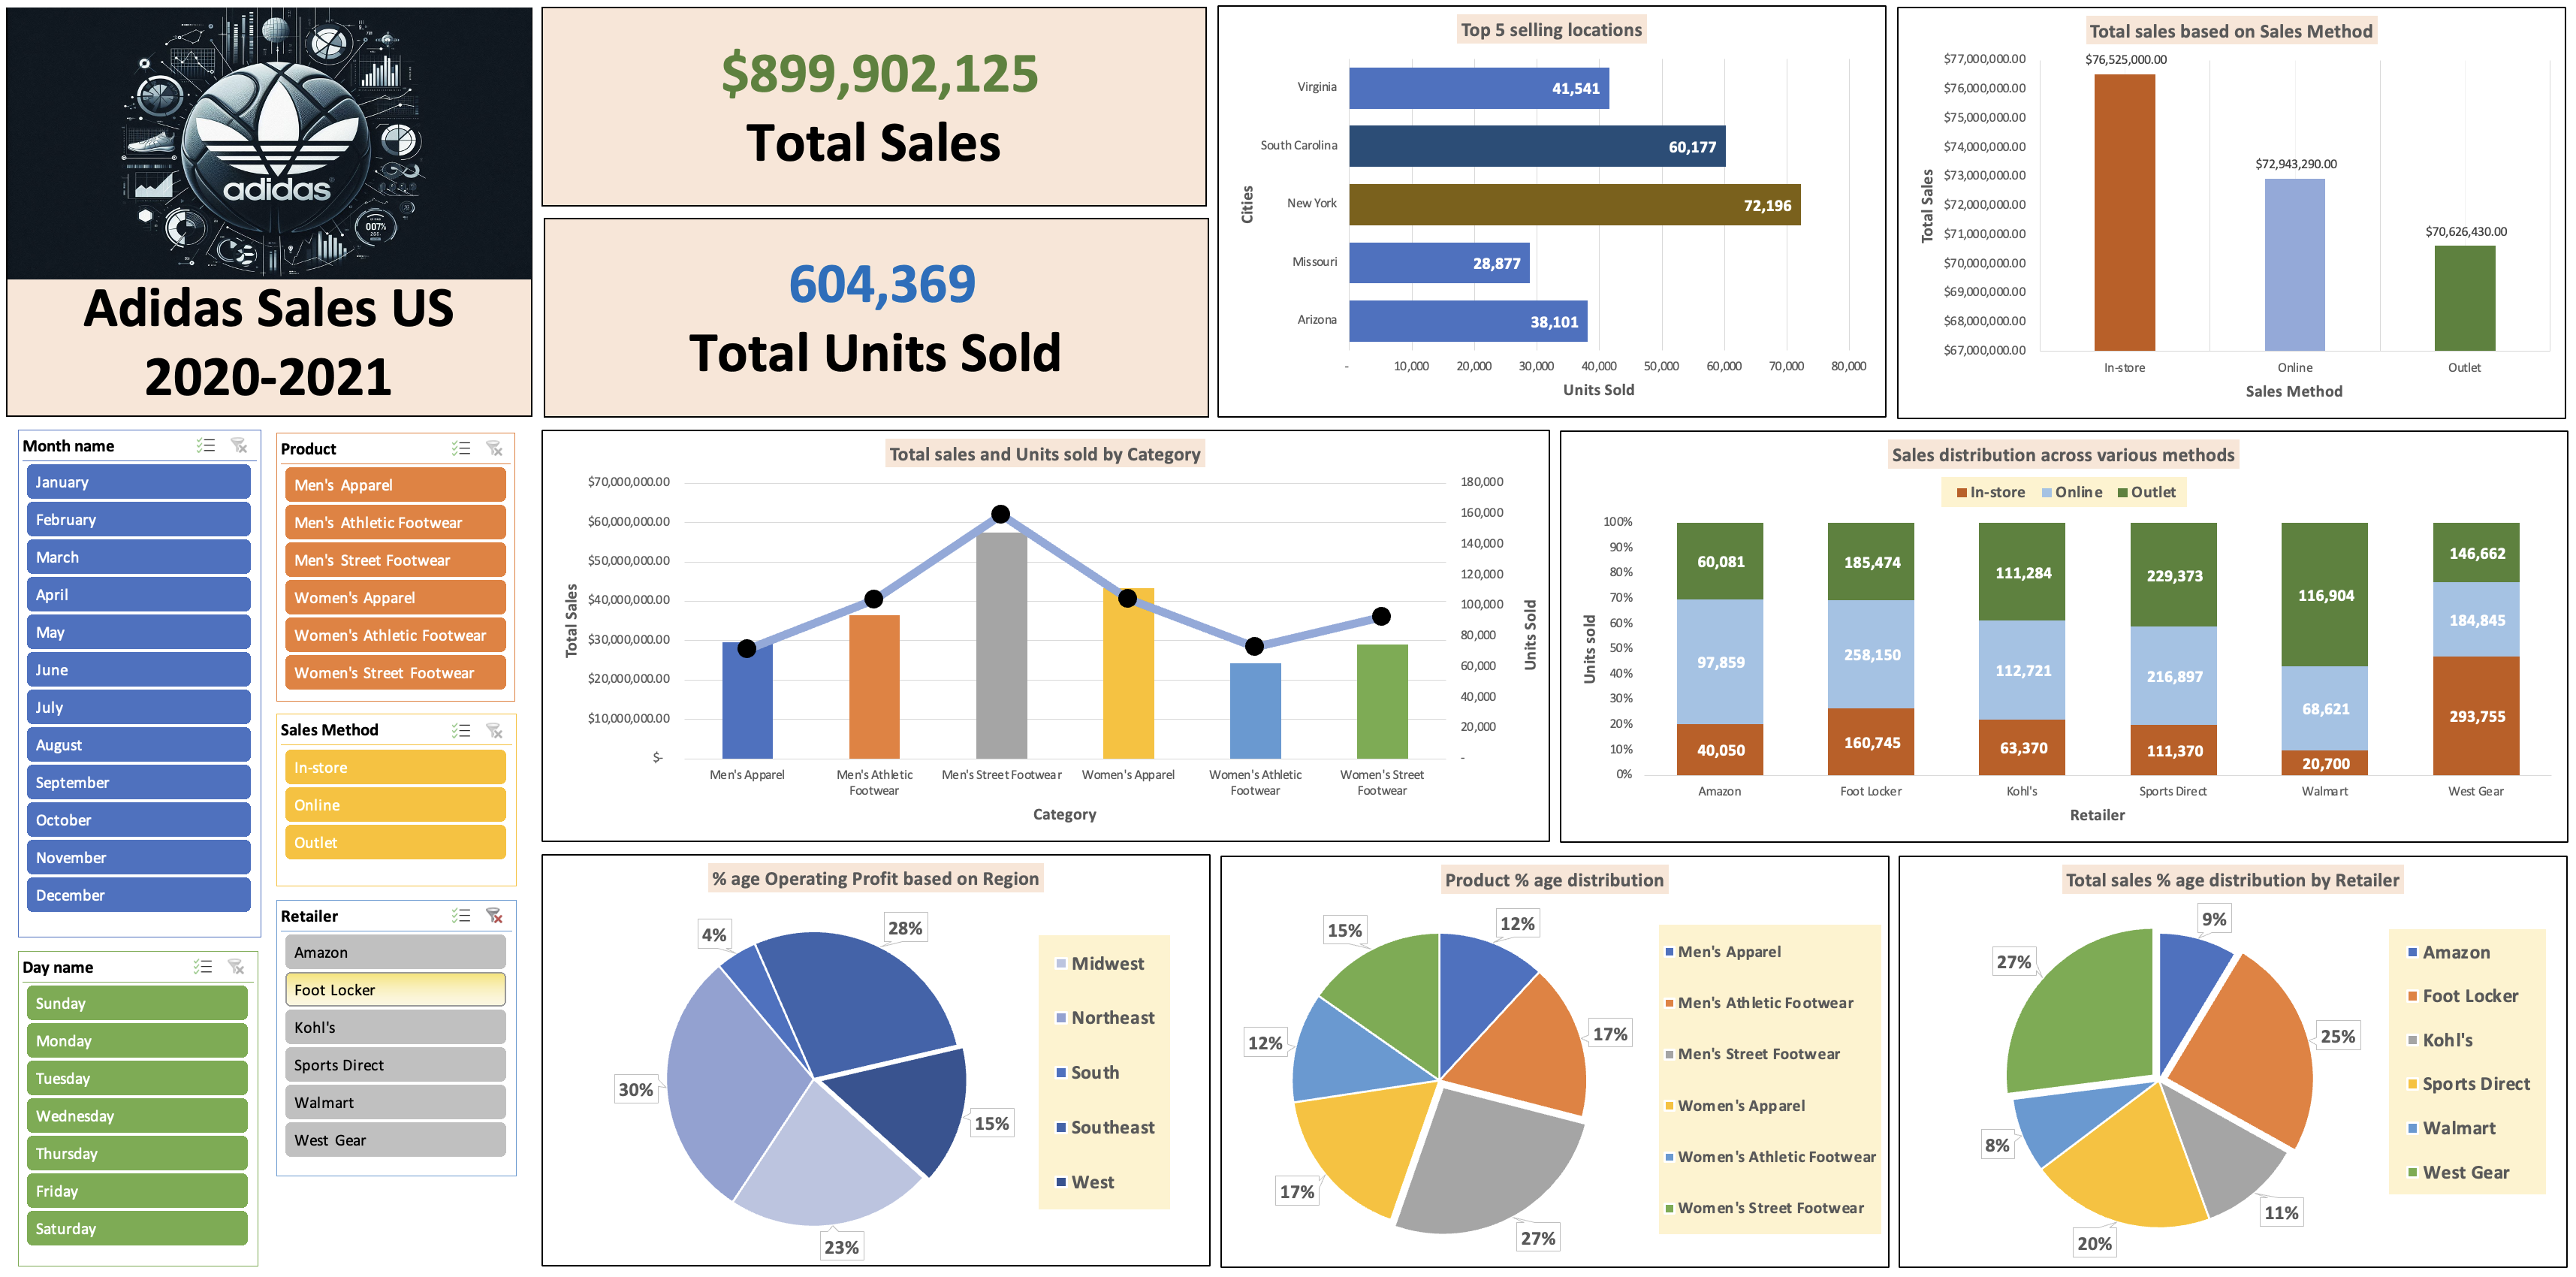 adidas
007%
Adidas Sales US
2020-2021
$899,902,125
Total Sales
604,369
Total Units Sold
Top 5 selling locations
Cities
Virginia
41,541
South Carolina
60,177
New York
72,196
Missouri
28,877
Arizona
38,101
-
10,000
20,000
30,000
40,000
50,000
60,000
70,000
80,000
Units Sold
Total sales based on Sales Method
Total Sales
$77,000,000.00
$76,000,000.00
$75,000,000.00
$74,000,000.00
$73,000,000.00
$72,000,000.00
$71,000,000.00
$70,000,000.00
$69,000,000.00
$68,000,000.00
$67,000,000.00
$76,525,000.00
$72,943,290.00
$70,626,430.00
In-store
Online
Outlet
Sales Method
Month name
January
February
March
April
May
June
July
August
September
October
November
December
Day name
Sunday
Monday
Tuesday
Wednesday
Thursday
Friday
Saturday
Product
Men's Apparel
Men's Athletic Footwear
Men's Street Footwear
Women's Apparel
Women's Athletic Footwear
Women's Street Footwear
Sales Method
In-store
Online
Outlet
Retailer
Amazon
Foot Locker
Kohl's
Sports Direct
Walmart
West Gear
Total sales and Units sold by Category
Total Sales
$70,000,000.00
$60,000,000.00
$50,000,000.00
$40,000,000.00
$30,000,000.00
$20,000,000.00
$10,000,000.00
$-
180,000
160,000
140,000
120,000
100,000
80,000
60,000
40,000
20,000
-
Units Sold
Men's Apparel
Men's Athletic
Footwear
Men's Street Footwear
Women's Apparel
Women's Athletic
Footwear
Women's Street
Footwear
Category
Sales distribution across various methods
In-store
Online
Outlet
Units sold
100%
90%
80%
70%
60%
50%
40%
30%
20%
10%
0%
60,081
97,859
40,050
185,474
258,150
160,745
111,284
112,721
63,370
229,373
216,897
111,370
116,904
68,621
20,700
146,662
184,845
293,755
Amazon
Foot Locker
Kohl's
Sports Direct
Walmart
West Gear
Retailer
% age Operating Profit based on Region
4%
28%
30%
15%
23%
Midwest
Northeast
South
Southeast
West
Product % age distribution
15%
12%
17%
12%
17%
27%
Men's Apparel
Men's Athletic Footwear
Men's Street Footwear
Women's Apparel
Women's Athletic Footwear
Women's Street Footwear
Total sales % age distribution by Retailer
9%
27%
25%
8%
11%
20%
Amazon
Foot Locker
Kohl's
Sports Direct
Walmart
West Gear